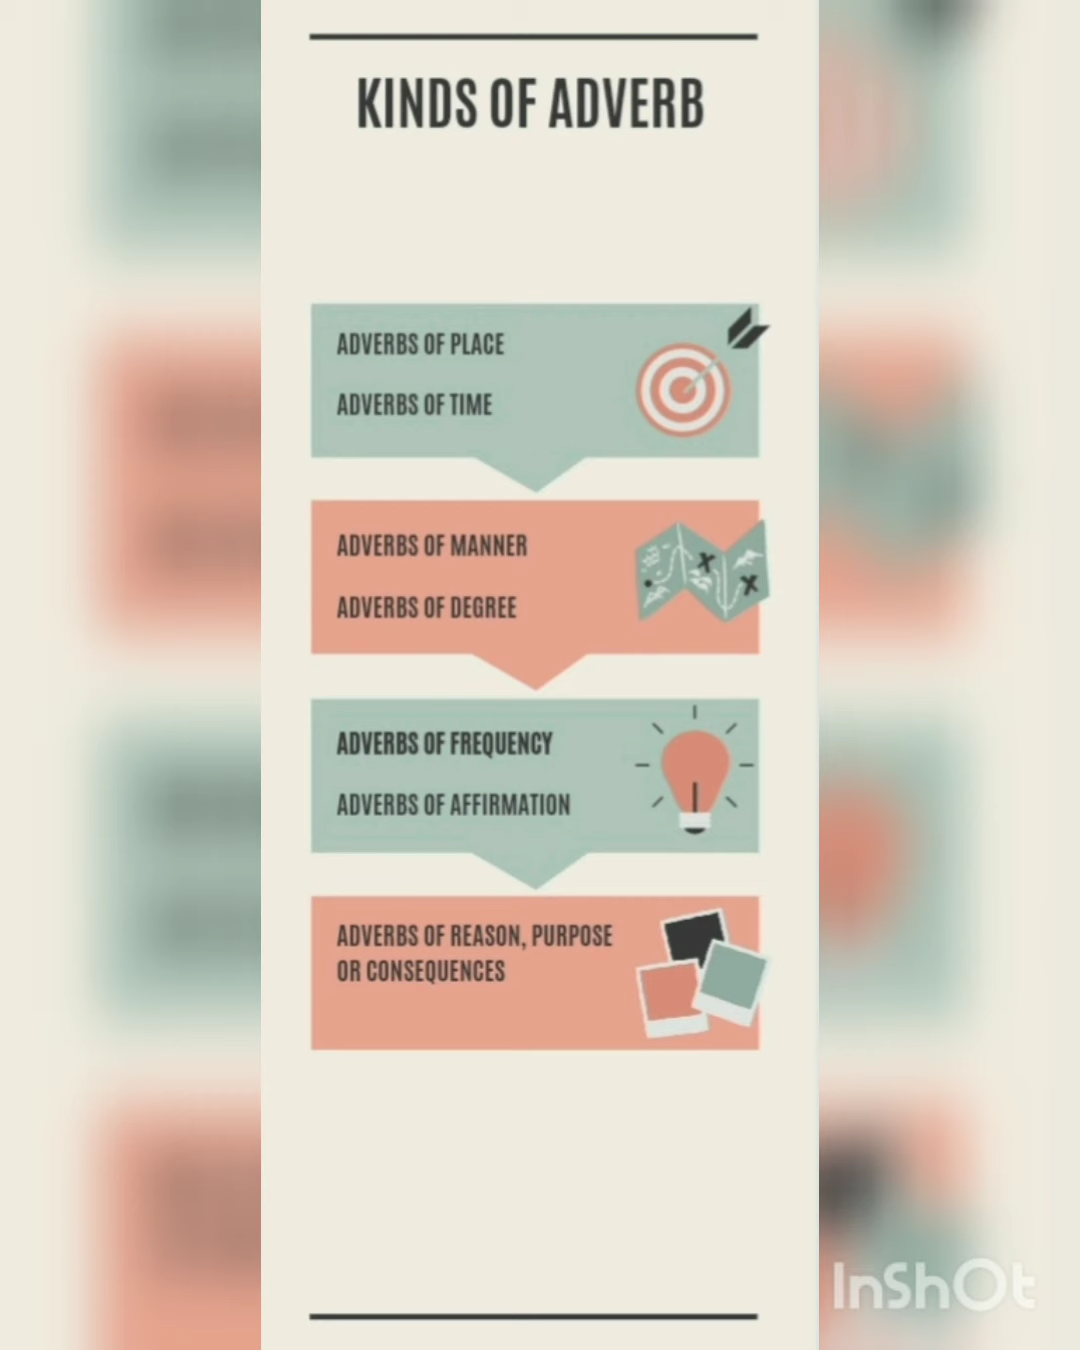 KINDS OF ADVERB
ADVERBS OF PLACE
ADVERBS OF TIME
ADVERBS OF MANNER
ADVERBS OF DEGREE
ADVERBS OF FREQUENCY
ADVERBS OF AFFIRMATION
ADVERBS OF REASON, PURPOSE
OR CONSEQUENCES
InShOt